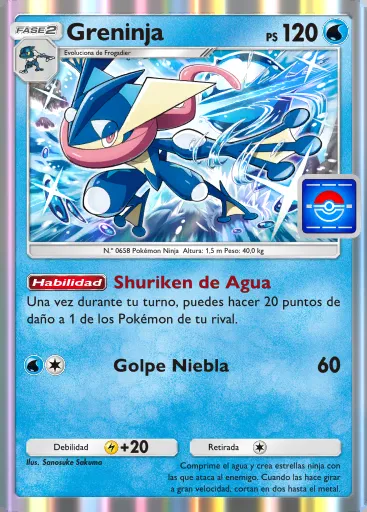 FASE 2 Greninja PS 120
Evoluciona de Frogadier
N.º 0658 Pokémon Ninja Altura: 1,5 m Peso: 40,0 kg
Habilidad Shuriken de Agua
Una vez durante tu turno, puedes hacer 20 puntos de
daño a 1 de los Pokémon de tu rival.
Golpe Niebla 60
Debilidad +20 Retirada
Ilus. Sanosuke Sakuma
Comprime el agua y crea estrellas ninja con
las que ataca al enemigo. Cuando las hace girar
a gran velocidad, cortan en dos hasta el metal.